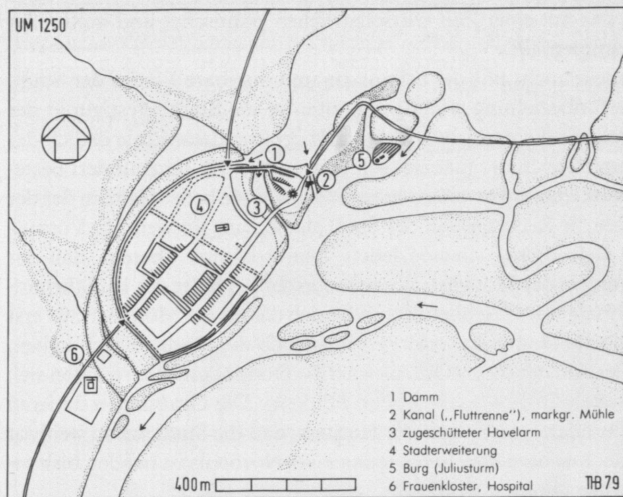 UM 1250
1
2
5
4
3
6
1 Damm
2 Kanal („Fluttrenne“), markgr. Mühle
3 zugeschütteter Havelarm
4 Stadterweiterung
5 Burg (Juliusturm)
6 Frauenkloster, Hospital
400m
THB 79